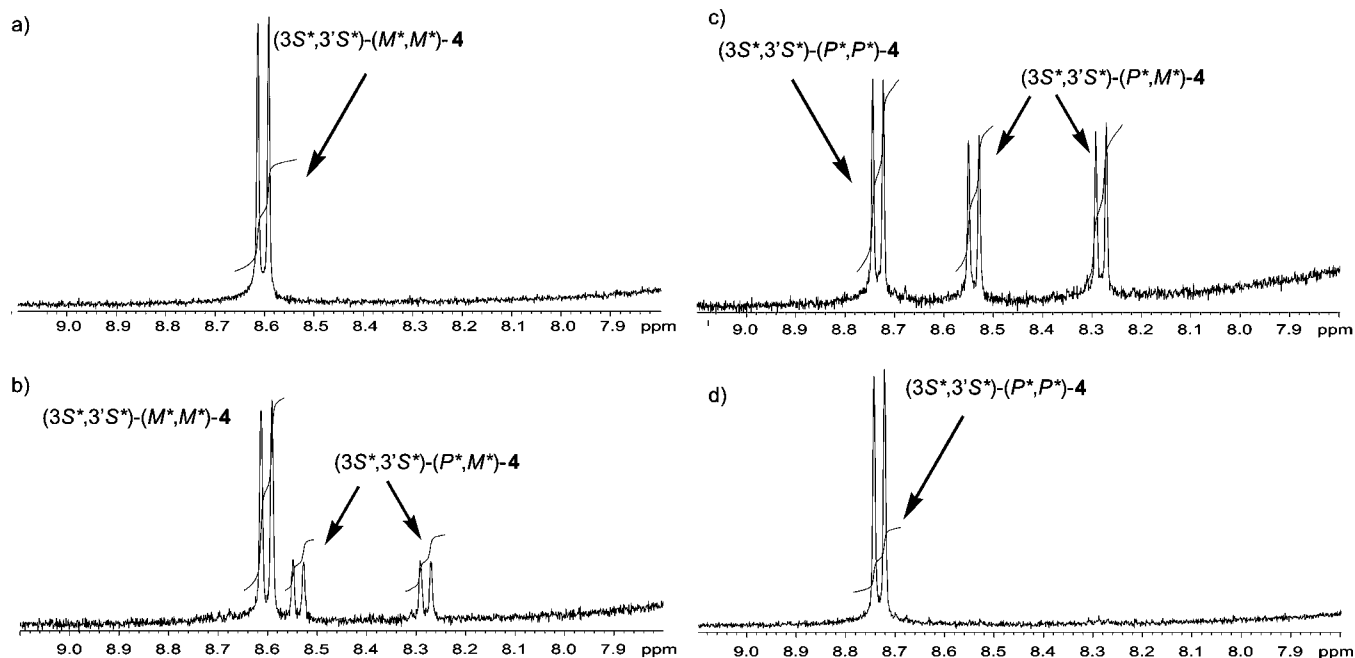 a)
(3S*,3'S*)-(M*,M*)-4
9.0 8.9 8.8 8.7 8.6 8.5 8.4 8.3 8.2 8.1 8.0 7.9 ppm
b)
(3S*,3'S*)-(M*,M*)-4
(3S*,3'S*)-(P*,M*)-4
9.0 8.9 8.8 8.7 8.6 8.5 8.4 8.3 8.2 8.1 8.0 7.9 ppm
c)
(3S*,3'S*)-(P*,P*)-4
(3S*,3'S*)-(P*,M*)-4
9.0 8.9 8.8 8.7 8.6 8.5 8.4 8.3 8.2 8.1 8.0 7.9 ppm
d)
(3S*,3'S*)-(P*,P*)-4
9.0 8.9 8.8 8.7 8.6 8.5 8.4 8.3 8.2 8.1 8.0 7.9 ppm